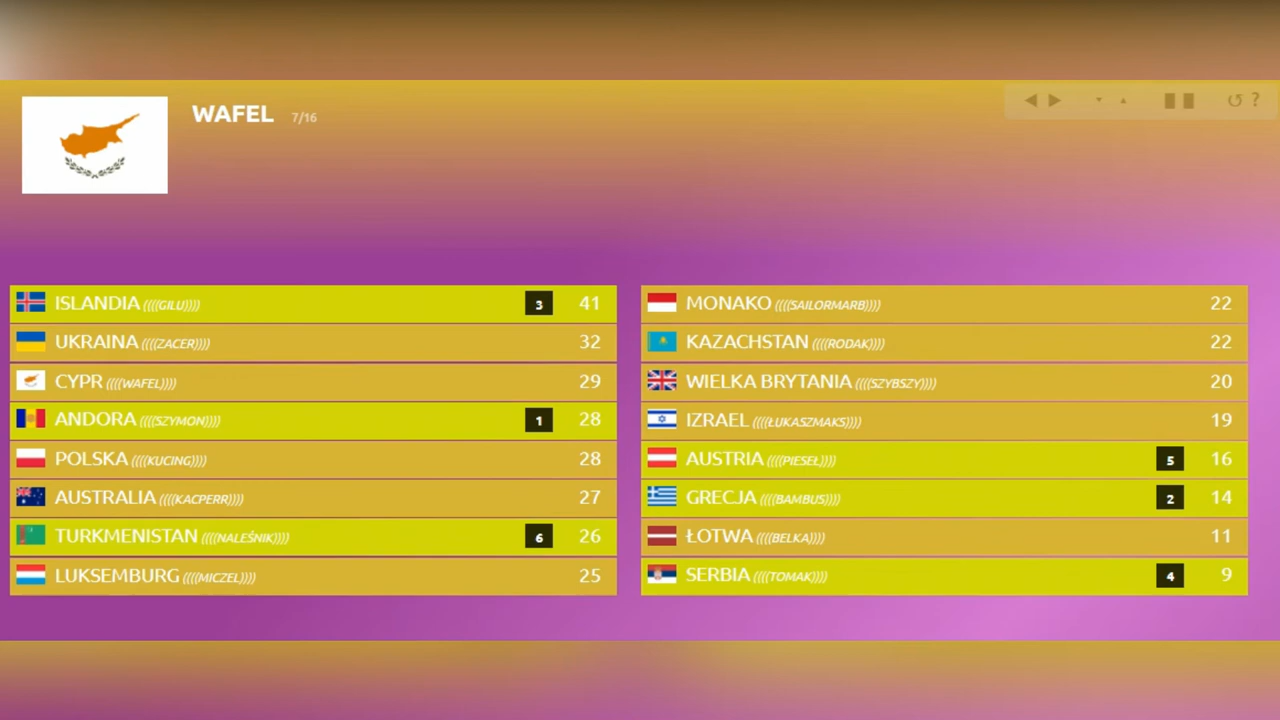 WAFEL 7/16
?
ISLANDIA ((((GILU)))) 3 41
UKRAINA ((((ZACER)))) 32
CYPR ((((WAFEL)))) 29
ANDORA ((((SZYMON)))) 1 28
POLSKA ((((KUCING)))) 28
AUSTRALIA ((((KACPERR)))) 27
TURKMENISTAN ((((NALEŚNIK)))) 6 26
LUKSEMBURG ((((MICZEL)))) 25
MONAKO ((((SAILORMARB)))) 22
KAZACHSTAN ((((RODAK)))) 22
WIELKA BRYTANIA ((((SZYBSZY)))) 20
IZRAEL ((((ŁUKASZMAKS)))) 19
AUSTRIA ((((PIESEŁ)))) 5 16
GRECJA ((((BAMBUS)))) 2 14
ŁOTWA ((((BELKA)))) 11
SERBIA ((((TOMAK)))) 4 9